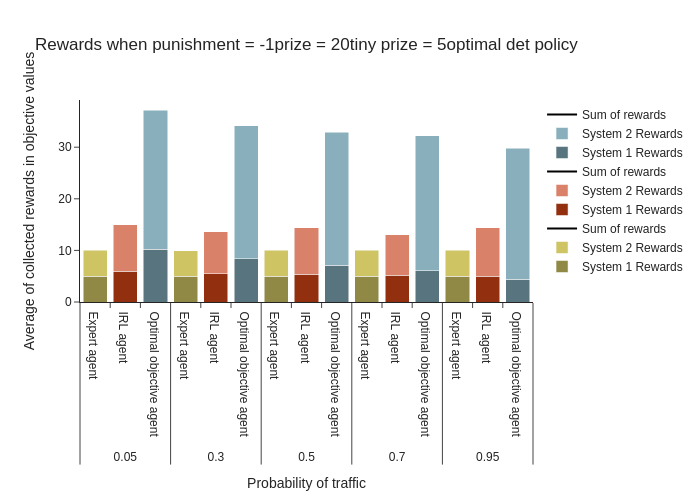 Rewards when punishment = -1prize = 20tiny prize = 5optimal det policy
Average of collected rewards in objective values
30
20
10
0
Sum of rewards
System 2 Rewards
System 1 Rewards
Sum of rewards
System 2 Rewards
System 1 Rewards
Sum of rewards
System 2 Rewards
System 1 Rewards
Expert agent
IRL agent
Optimal objective agent
Expert agent
IRL agent
Optimal objective agent
Expert agent
IRL agent
Optimal objective agent
Expert agent
IRL agent
Optimal objective agent
Expert agent
IRL agent
Optimal objective agent
0.05
0.3
0.5
0.7
0.95
Probability of traffic